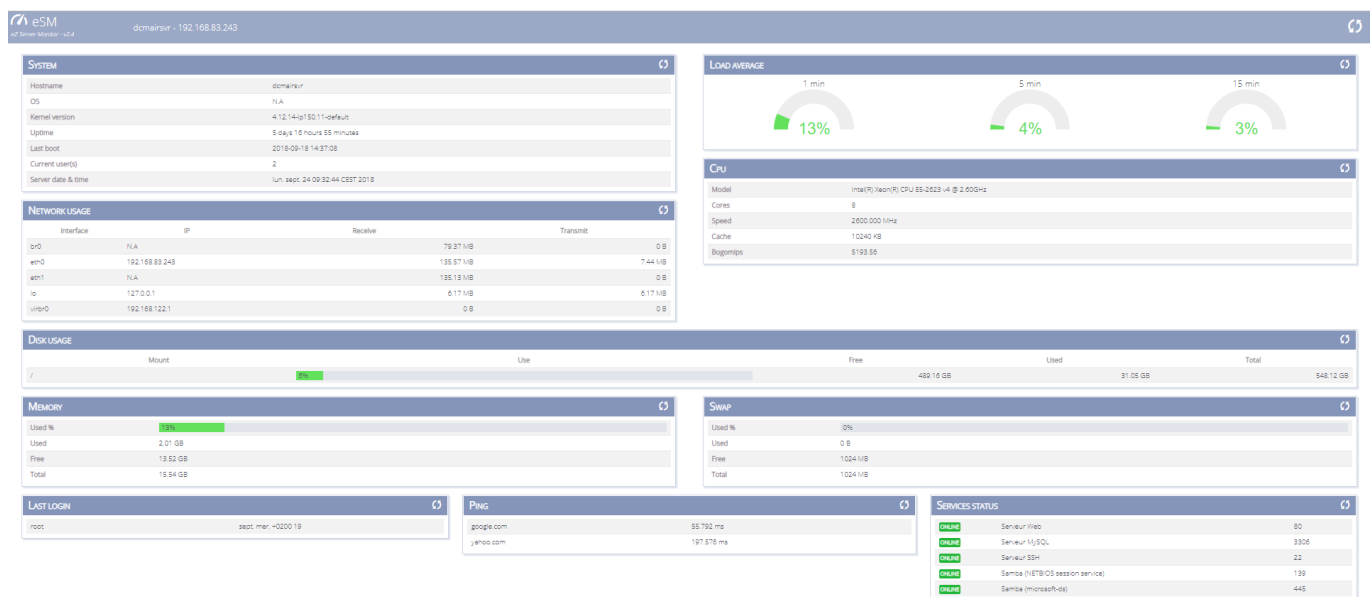 eSM
eZ Server Monitor - v2.4
dcmairsvr - 192.168.83.243
System
Hostname dcmairsvr
OS N.A
Kernel version 4.12.14-lp150.11-default
Uptime 5 days 16 hours 55 minutes
Last boot 2018-09-18 14:37:08
Current user(s) 2
Server date & time lun. sept. 24 09:32:44 CEST 2018
Load average
1 min 5 min 15 min
13% 4% 3%
Cpu
Model Intel(R) Xeon(R) CPU E5-2623 v4 @ 2.60GHz
Cores 8
Speed 2600.000 MHz
Cache 10240 KB
Bogomips 5193.56
Network usage
Interface IP Receive Transmit
br0 N.A 79.37 MB 0 B
eth0 192.168.83.243 135.57 MB 7.44 MB
eth1 N.A 135.13 MB 0 B
lo 127.0.0.1 6.17 MB 6.17 MB
virbr0 192.168.122.1 0 B 0 B
Disk usage
Mount Use Free Used Total
/ 6% 489.16 GB 31.05 GB 548.12 GB
Memory
Used % 13%
Used 2.01 GB
Free 13.52 GB
Total 15.54 GB
Swap
Used % 0%
Used 0 B
Free 1024 MB
Total 1024 MB
Last login
root sept. mer. +0200 19
Ping
google.com 55.792 ms
yahoo.com 197.576 ms
Services status
ONLINE Serveur Web 80
ONLINE Serveur MySQL 3306
ONLINE Serveur SSH 22
ONLINE Samba (NETBIOS session service) 139
ONLINE Samba (microsoft-ds) 445